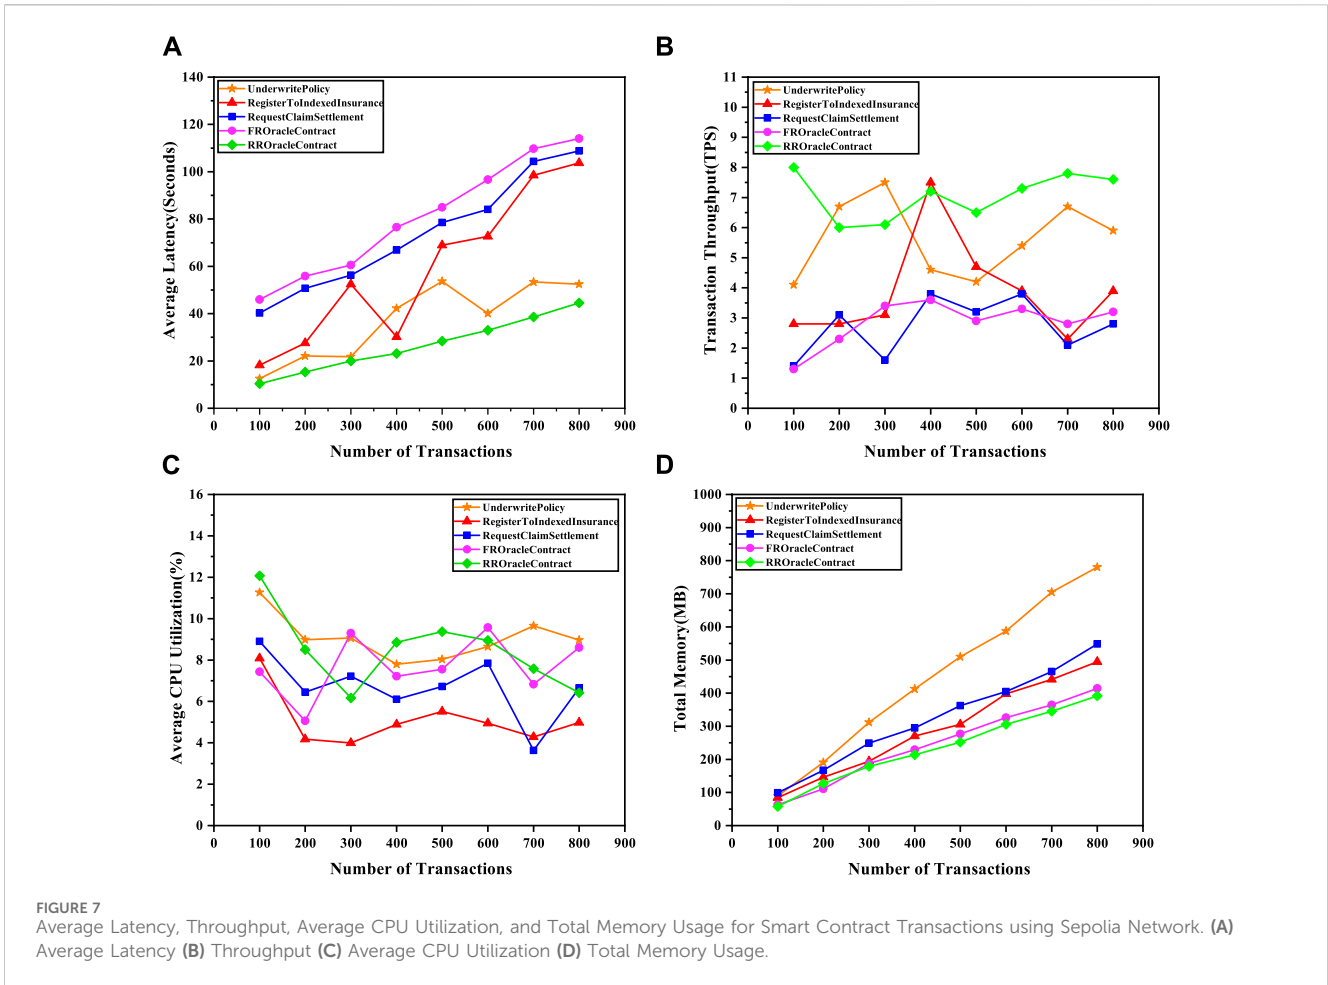 A
140
120
100
80
60
40
20
0
Average Latency(Seconds)
UnderwritePolicy
RegisterToIndexedInsurance
RequestClaimSettlement
FROracleContract
RROracleContract
0 100 200 300 400 500 600 700 800 900
Number of Transactions
B
11
10
9
8
7
6
5
4
3
2
1
0
Transaction Throughput(TPS)
UnderwritePolicy
RegisterToIndexedInsurance
RequestClaimSettlement
FROracleContract
RROracleContract
0 100 200 300 400 500 600 700 800 900
Number of Transactions
C
16
14
12
10
8
6
4
2
0
Average CPU Utilization(%)
UnderwritePolicy
RegisterToIndexedInsurance
RequestClaimSettlement
FROracleContract
RROracleContract
0 100 200 300 400 500 600 700 800 900
Number of Transactions
D
1000
900
800
700
600
500
400
300
200
100
0
Total Memory(MB)
UnderwritePolicy
RegisterToIndexedInsurance
RequestClaimSettlement
FROracleContract
RROracleContract
0 100 200 300 400 500 600 700 800 900
Number of Transactions
FIGURE 7
Average Latency, Throughput, Average CPU Utilization, and Total Memory Usage for Smart Contract Transactions using Sepolia Network. (A)
Average Latency (B) Throughput (C) Average CPU Utilization (D) Total Memory Usage.